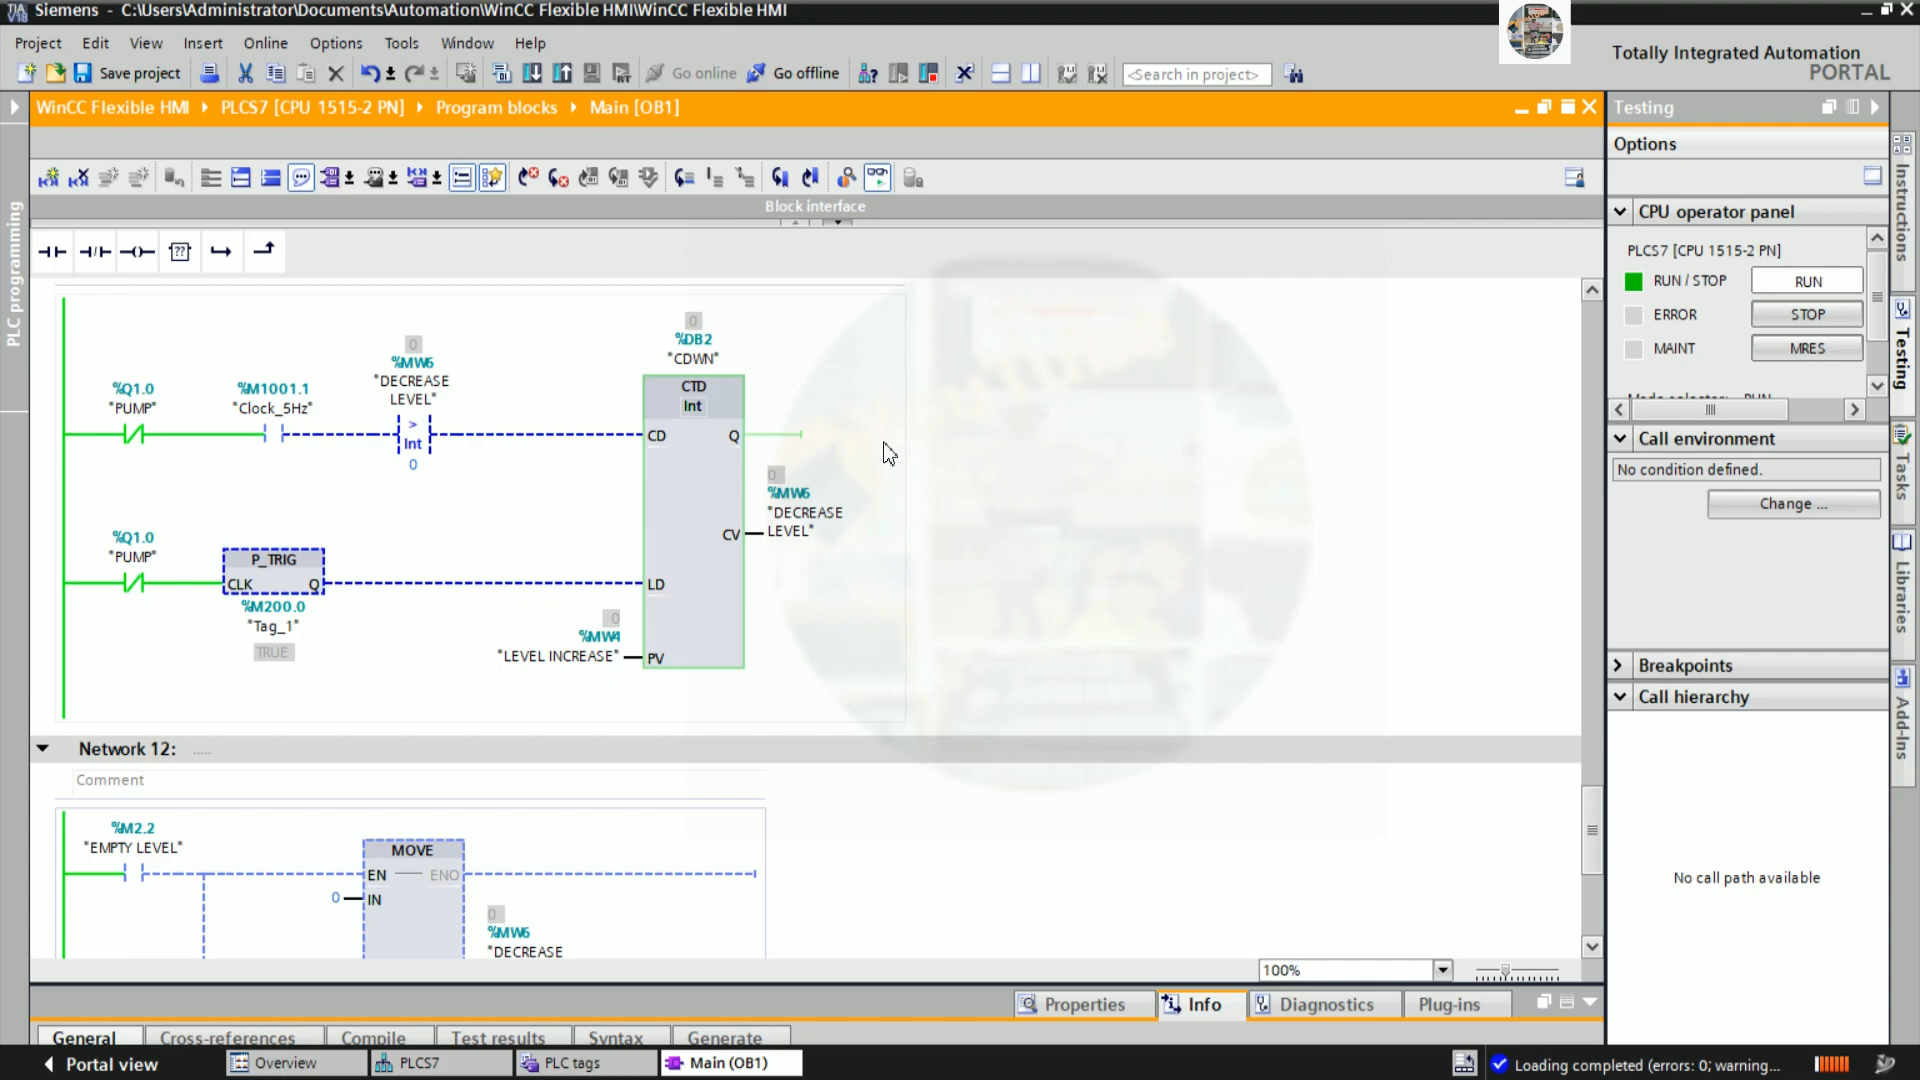 Siemens - C:\Users\Administrator\Documents\Automation\WinCC Flexible HMI\WinCC Flexible HMI
Project Edit View Insert Online Options Tools Window Help
Totally Integrated Automation
PORTAL
Save project
Go online
Go offline
<Search in project>
WinCC Flexible HMI
PLCS7 [CPU 1515-2 PN]
Program blocks
Main [OB1]
Testing
Options
Block interface
PLC programming
CPU operator panel
PLCS7 [CPU 1515-2 PN]
RUN / STOP
RUN
ERROR
STOP
MAINT
MRES
Call environment
No condition defined.
Change ...
Breakpoints
Call hierarchy
No call path available
Instructions
Testing
Tasks
Libraries
Add-Ins
0
%DB2
"CDWN"
CTD
Int
0
%MW6
"DECREASE
LEVEL"
%Q1.0
"PUMP"
%M1001.1
"Clock_5Hz"
>
Int
0
CD
Q
0
%MW6
"DECREASE
LEVEL"
CV
%Q1.0
"PUMP"
P_TRIG
CLK
Q
%M200.0
"Tag_1"
TRUE
LD
0
%MW4
"LEVEL INCREASE"
PV
Network 12: .....
Comment
%M2.2
"EMPTY LEVEL"
MOVE
EN
ENO
0
IN
0
%MW6
"DECREASE
100%
Properties
Info
Diagnostics
Plug-ins
General
Cross-references
Compile
Test results
Syntax
Generate
Portal view
Overview
PLCS7
PLC tags
Main (OB1)
Loading completed (errors: 0; warning...